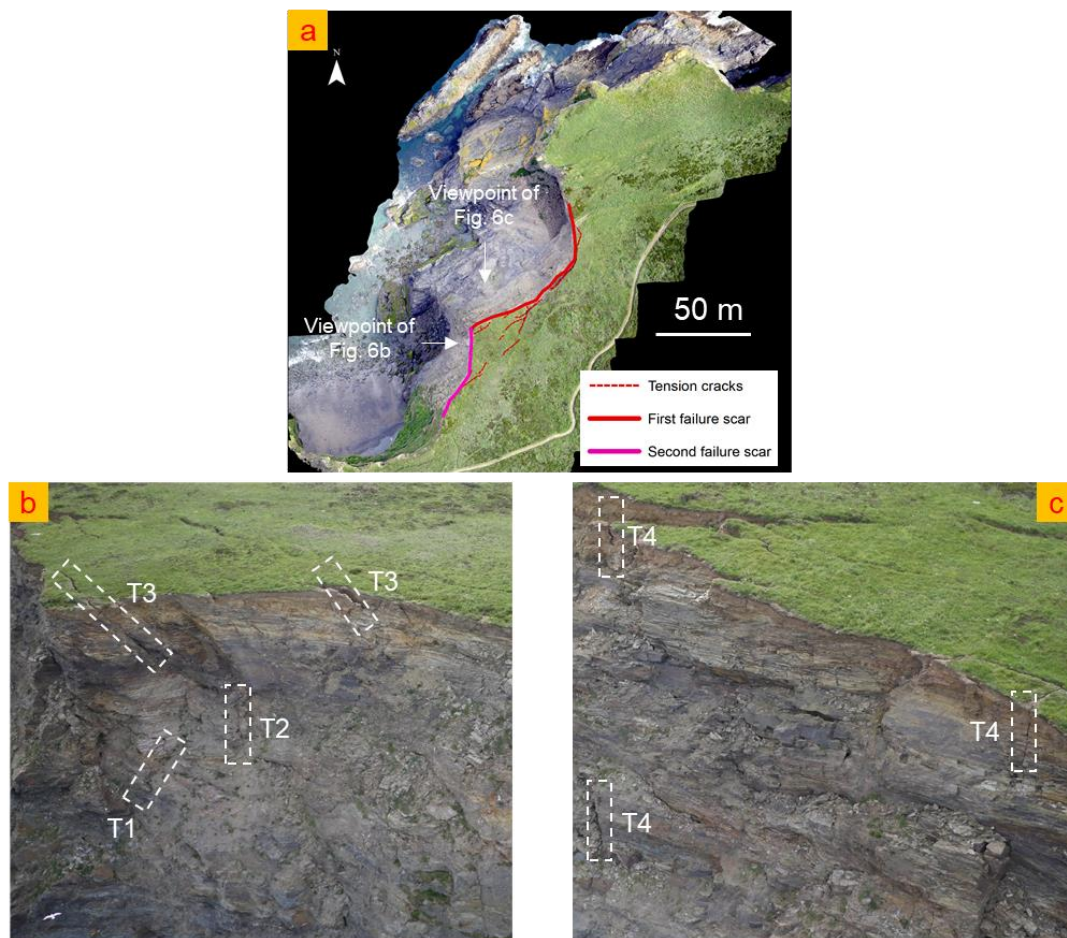 a
N
Viewpoint of
Fig. 6c
Viewpoint of
Fig. 6b
50 m
Tension cracks
First failure scar
Second failure scar
b
T3
T3
T2
T1
c
T4
T4
T4